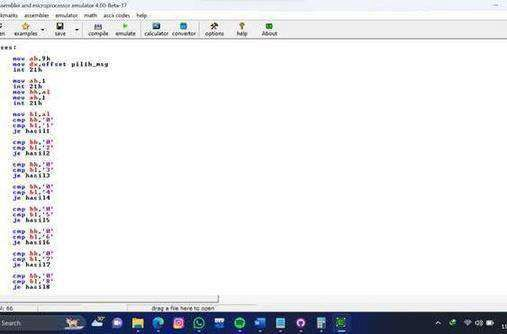 assembler and microprocessor emulator 4.00-Beta-17
bookmarks assembler emulator math ascii codes help
examples save compile emulate calculator convertor options help About
mov ah,9h
mov dx,offset pilih_msg
int 21h
mov ah,1
int 21h
mov bh,al
mov ah,1
int 21h
mov bl,al
cmp bh,'0'
cmp bl,'1'
je hasil1
cmp bh,'0'
cmp bl,'2'
je hasil2
cmp bh,'0'
cmp bl,'3'
je hasil3
cmp bh,'0'
cmp bl,'4'
je hasil4
cmp bh,'0'
cmp bl,'5'
je hasil5
cmp bh,'0'
cmp bl,'6'
je hasil6
cmp bh,'0'
cmp bl,'7'
je hasil7
cmp bh,'0'
cmp bl,'8'
je hasil8
drag a file here to open
Search